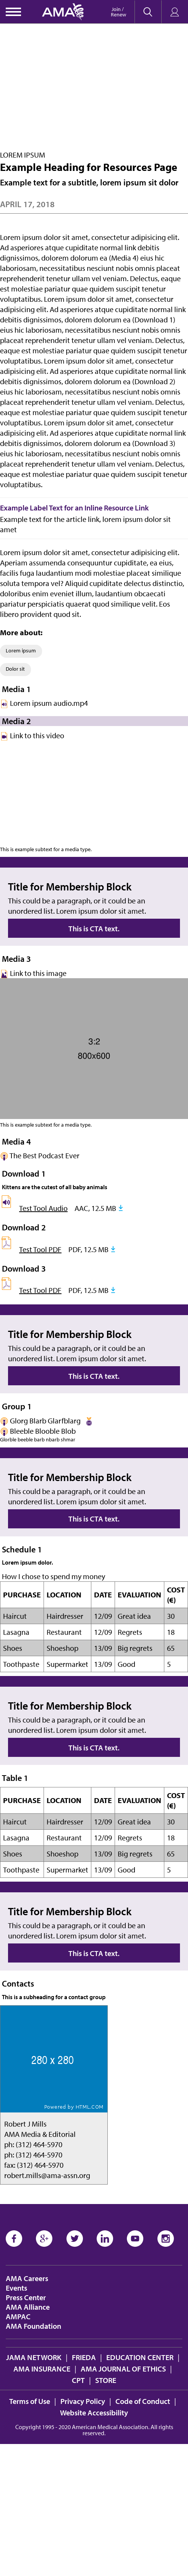 AMA
Join /
Renew
LOREM IPSUM
Example Heading for Resources Page
Example text for a subtitle, lorem ipsum sit dolor
APRIL 17, 2018
Lorem ipsum dolor sit amet, consectetur adipisicing elit.
Ad asperiores atque cupiditate normal link debitis
dignissimos, dolores dolorem ea (Media 4) eius hic
laboriosam, necessitatibus nesciunt nobis omnis placeat
reprehenderit totam ullam vel veniam. Delectus, eaque
est molestiae pariatur quae quidem suscipit tenetur
voluptatibus. Lorem ipsum dolor sit amet, consectetur
adipisicing elit. Ad asperiores atque cupiditate normal link
debitis dignissimos, dolores dolorem ea (Download 1)
eius hic laboriosam, necessitatibus nesciunt nobis omnis
placeat reprehenderit tenetur ullam vel veniam. Delectus,
eaque est molestiae pariatur quae quidem suscipit tenetur
voluptatibus. Lorem ipsum dolor sit amet, consectetur
adipisicing elit. Ad asperiores atque cupiditate normal link
debitis dignissimos, dolores dolorem ea (Download 2)
eius hic laboriosam, necessitatibus nesciunt nobis omnis
placeat reprehenderit tenetur ullam vel veniam. Delectus,
eaque est molestiae pariatur quae quidem suscipit tenetur
voluptatibus. Lorem ipsum dolor sit amet, consectetur
adipisicing elit. Ad asperiores atque cupiditate normal link
debitis dignissimos, dolores dolorem ea (Download 3)
eius hic laboriosam, necessitatibus nesciunt nobis omnis
placeat reprehenderit tenetur ullam vel veniam. Delectus,
eaque est molestiae pariatur quae quidem suscipit tenetur
voluptatibus.
Example Label Text for an Inline Resource Link
Example text for the article from, lorem ipsum dolor sit
amet
Lorem ipsum dolor sit amet, consectetur adipisicing elit.
Aperiam assumenda consequuntur cupiditate, ea eius,
facilis fuga laudantium modi molestiae placeat similique
soluta tempora vel? Aliquid cupiditate delectus distinctio,
doloribus nemo eveniet illum, laudantium obcaecati
pariatur perspiciatis quaerat quod similique velit. Eos
libero provident quod sit.
More about:
Lorem ipsum
Dolor sit
Media 1
Lorem ipsum audio.mp4
Media 2
Link to this video
This is example subtext for a media type.
Title for Membership Block
This could be a paragraph, or it could be an
unordered list. Lorem ipsum dolor sit amet.
This is CTA text.
Media 3
Link to this image
3:2
800x600
This is example subtext for a media type.
Media 4
The Best Podcast Ever
Download 1
Kittens are the cutest of all baby animals
Test Tool Audio AAC, 12.5 MB
Download 2
Test Tool PDF PDF, 12.5 MB
Download 3
Test Tool PDF PDF, 12.5 MB
Title for Membership Block
This could be a paragraph, or it could be an
unordered list. Lorem ipsum dolor sit amet.
This is CTA text.
Group 1
Glorg Blarb Glarfblarg
Bleeble Blooble Blob
Glorble beeble barb nbarb shmar
Title for Membership Block
This could be a paragraph, or it could be an
unordered list. Lorem ipsum dolor sit amet.
This is CTA text.
Schedule 1
Lorem ipsum dolor.
How I chose to spend my money
PURCHASE LOCATION DATE EVALUATION COST (€)
Haircut Hairdresser 12/09 Great idea 30
Lasagna Restaurant 12/09 Regrets 18
Shoes Shoeshop 13/09 Big regrets 65
Toothpaste Supermarket 13/09 Good 5
Title for Membership Block
This could be a paragraph, or it could be an
unordered list. Lorem ipsum dolor sit amet.
This is CTA text.
Table 1
PURCHASE LOCATION DATE EVALUATION COST (€)
Haircut Hairdresser 12/09 Great idea 30
Lasagna Restaurant 12/09 Regrets 18
Shoes Shoeshop 13/09 Big regrets 65
Toothpaste Supermarket 13/09 Good 5
Title for Membership Block
This could be a paragraph, or it could be an
unordered list. Lorem ipsum dolor sit amet.
This is CTA text.
Contacts
This is a subheading for a contact group
280 x 280
Powered by HTML.COM
Robert J Mills
AMA Media & Editorial
ph: (312) 464-5970
ph: (312) 464-5970
fax: (312) 464-5970
robert.mills@ama-assn.org
AMA Careers
Events
Press Center
AMA Alliance
AMPAC
AMA Foundation
JAMA NETWORK | FRIEDA | EDUCATION CENTER |
AMA INSURANCE | AMA JOURNAL OF ETHICS |
CPT | STORE
Terms of Use | Privacy Policy | Code of Conduct |
Website Accessibility
Copyright 1995 - 2020 American Medical Association. All rights
reserved.